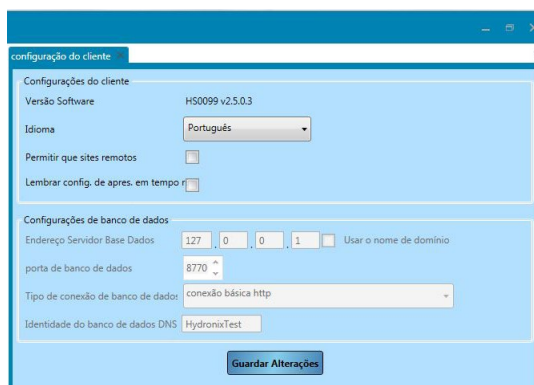 configuração do cliente
Configurações do cliente
Versão Software HS0099 v2.5.0.3
Idioma Português
Permitir que sites remotos
Lembrar config. de apres. em tempo r
Configurações de banco de dados
Endereço Servidor Base Dados 127 . 0 . 0 . 1 Usar o nome de domínio
porta de banco de dados 8770
Tipo de conexão de banco de dados conexão básica http
Identidade do banco de dados DNS HydronixTest
Guardar Alterações